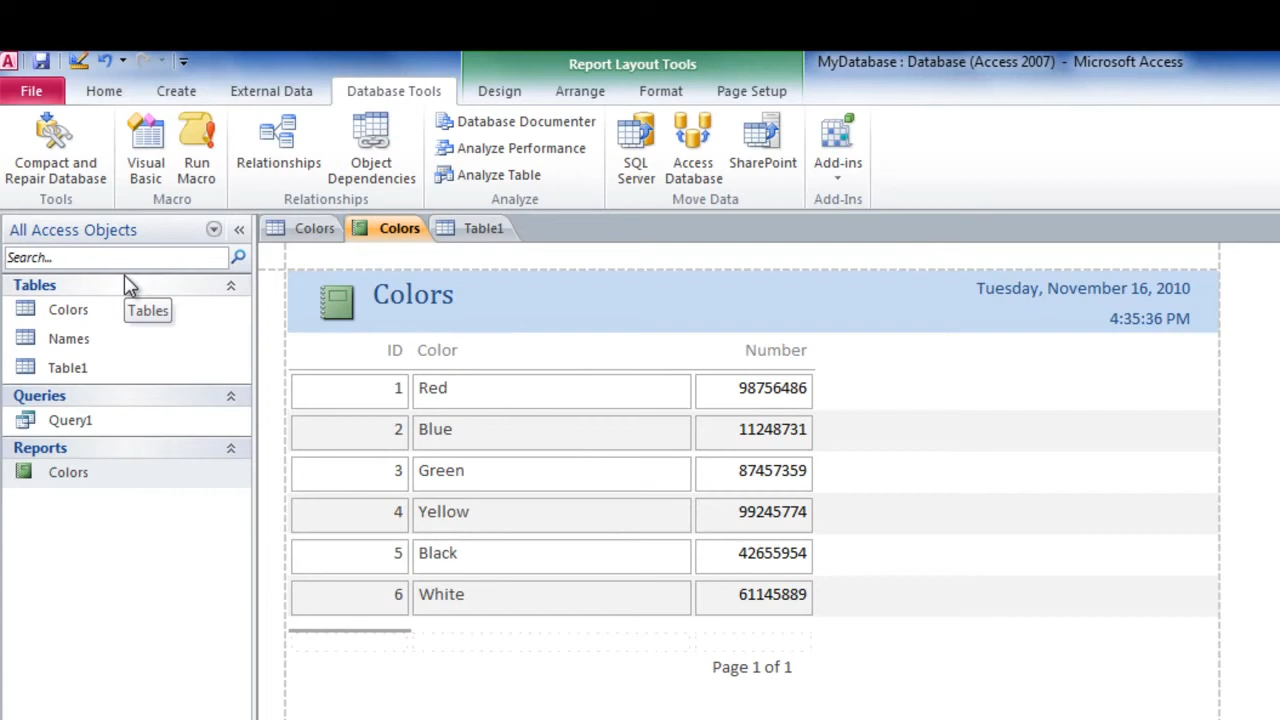 A
Report Layout Tools
MyDatabase : Database (Access 2007) - Microsoft Access
File Home Create External Data Database Tools Design Arrange Format Page Setup
Compact and Repair Database
Visual Basic
Run Macro
Relationships
Object Dependencies
Database Documenter
Analyze Performance
Analyze Table
SQL Server
Access Database
SharePoint
Add-ins
Tools Macro Relationships Analyze Move Data Add-Ins
All Access Objects «
Search...
Tables
Colors
Tables
Names
Table1
Queries
Query1
Reports
Colors
Colors Colors Table1
Colors
Tuesday, November 16, 2010
4:35:36 PM
ID Color Number
1 Red 98756486
2 Blue 11248731
3 Green 87457359
4 Yellow 99245774
5 Black 42655954
6 White 61145889
Page 1 of 1